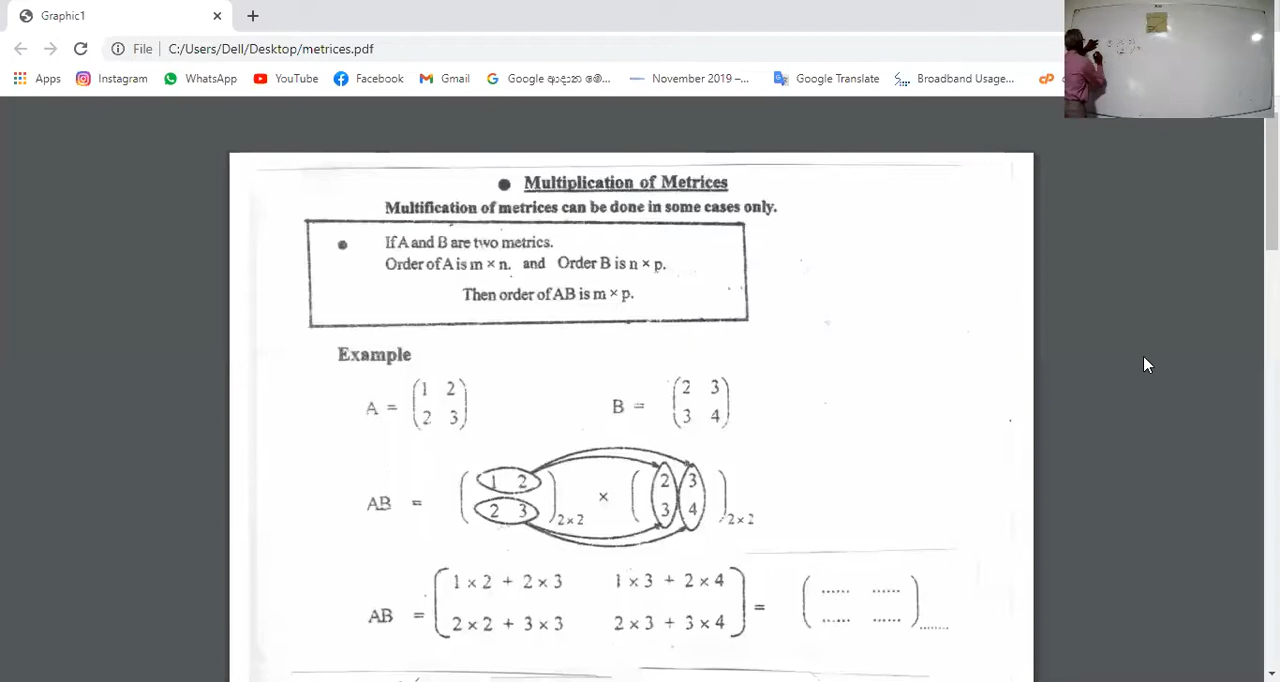 Graphic1
File | C:/Users/Dell/Desktop/metrices.pdf
Apps Instagram WhatsApp YouTube Facebook Gmail Google November 2019 –... Google Translate Broadband Usage...
Multiplication of Metrices
Multification of metrices can be done in some cases only.
If A and B are two metrics.
Order of A is m × n. and Order B is n × p.
Then order of AB is m × p.
Example
A = (1 2 2 3) B = (2 3 3 4)
AB = (1 2 2 3) 2 × 2 × (2 3 3 4) 2 × 2
AB = (1 × 2 + 2 × 3 1 × 3 + 2 × 4
2 × 2 + 3 × 3 2 × 3 + 3 × 4) = (...... ...... ...... ......) ........